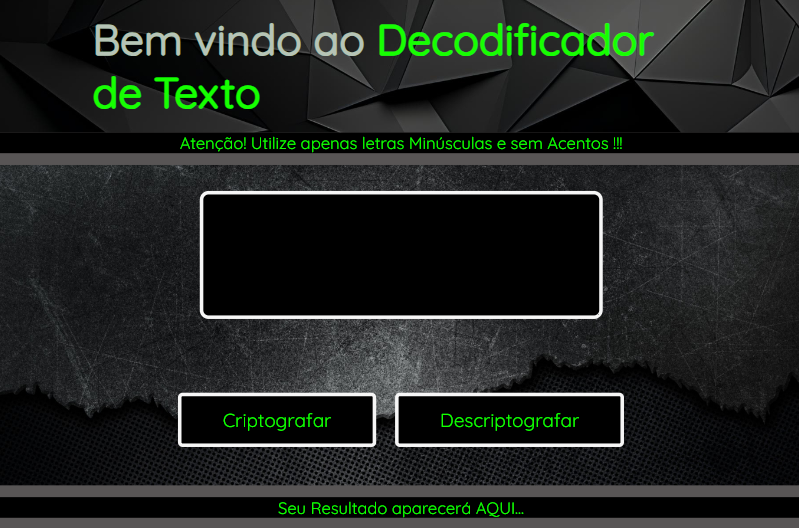 Bem vindo ao Decodificador
de Texto
Atenção! Utilize apenas letras Minúsculas e sem Acentos !!!
Criptografar
Descriptografar
Seu Resultado aparecerá AQUI...